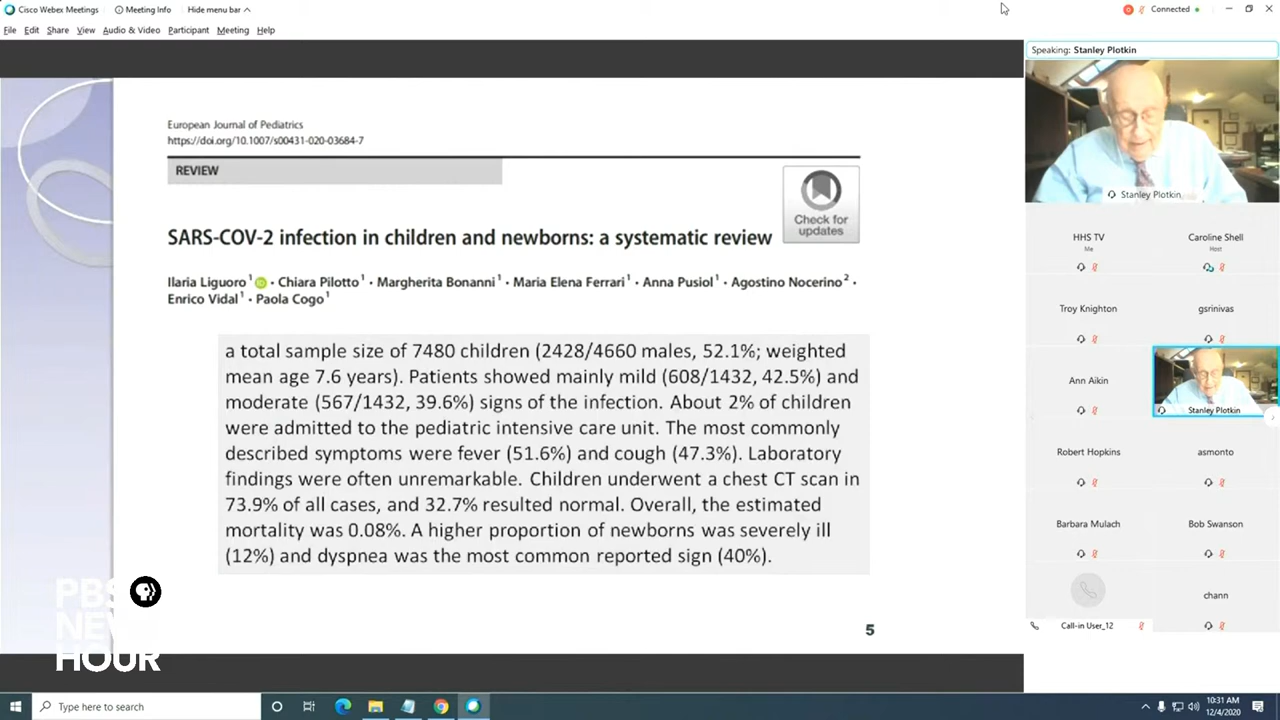 Cisco Webex Meetings
Meeting Info
Hide menu bar
Connected
File Edit Share View Audio & Video Participant Meeting Help
Speaking: Stanley Plotkin
Stanley Plotkin
European Journal of Pediatrics
https://doi.org/10.1007/s00431-020-03684-7
REVIEW
Check for
updates
SARS-COV-2 infection in children and newborns: a systematic review
Ilaria Liguoro 1 · Chiara Pilotto 1 · Margherita Bonanni 1 · Maria Elena Ferrari 1 · Anna Pusiol 1 · Agostino Nocerino 2 ·
Enrico Vidal 1 · Paola Cogo 1
a total sample size of 7480 children (2428/4660 males, 52.1%; weighted
mean age 7.6 years). Patients showed mainly mild (608/1432, 42.5%) and
moderate (567/1432, 39.6%) signs of the infection. About 2% of children
were admitted to the pediatric intensive care unit. The most commonly
described symptoms were fever (51.6%) and cough (47.3%). Laboratory
findings were often unremarkable. Children underwent a chest CT scan in
73.9% of all cases, and 32.7% resulted normal. Overall, the estimated
mortality was 0.08%. A higher proportion of newborns was severely ill
(12%) and dyspnea was the most common reported sign (40%).
5
PBS
NEWS
HOUR
HHS TV
Me
Caroline Shell
Host
Troy Knighton
gsrinivas
Ann Aikin
Stanley Plotkin
Robert Hopkins
asmonto
Barbara Mulach
Bob Swanson
Call-in User_12
chann
Type here to search
10:31 AM
12/4/2020